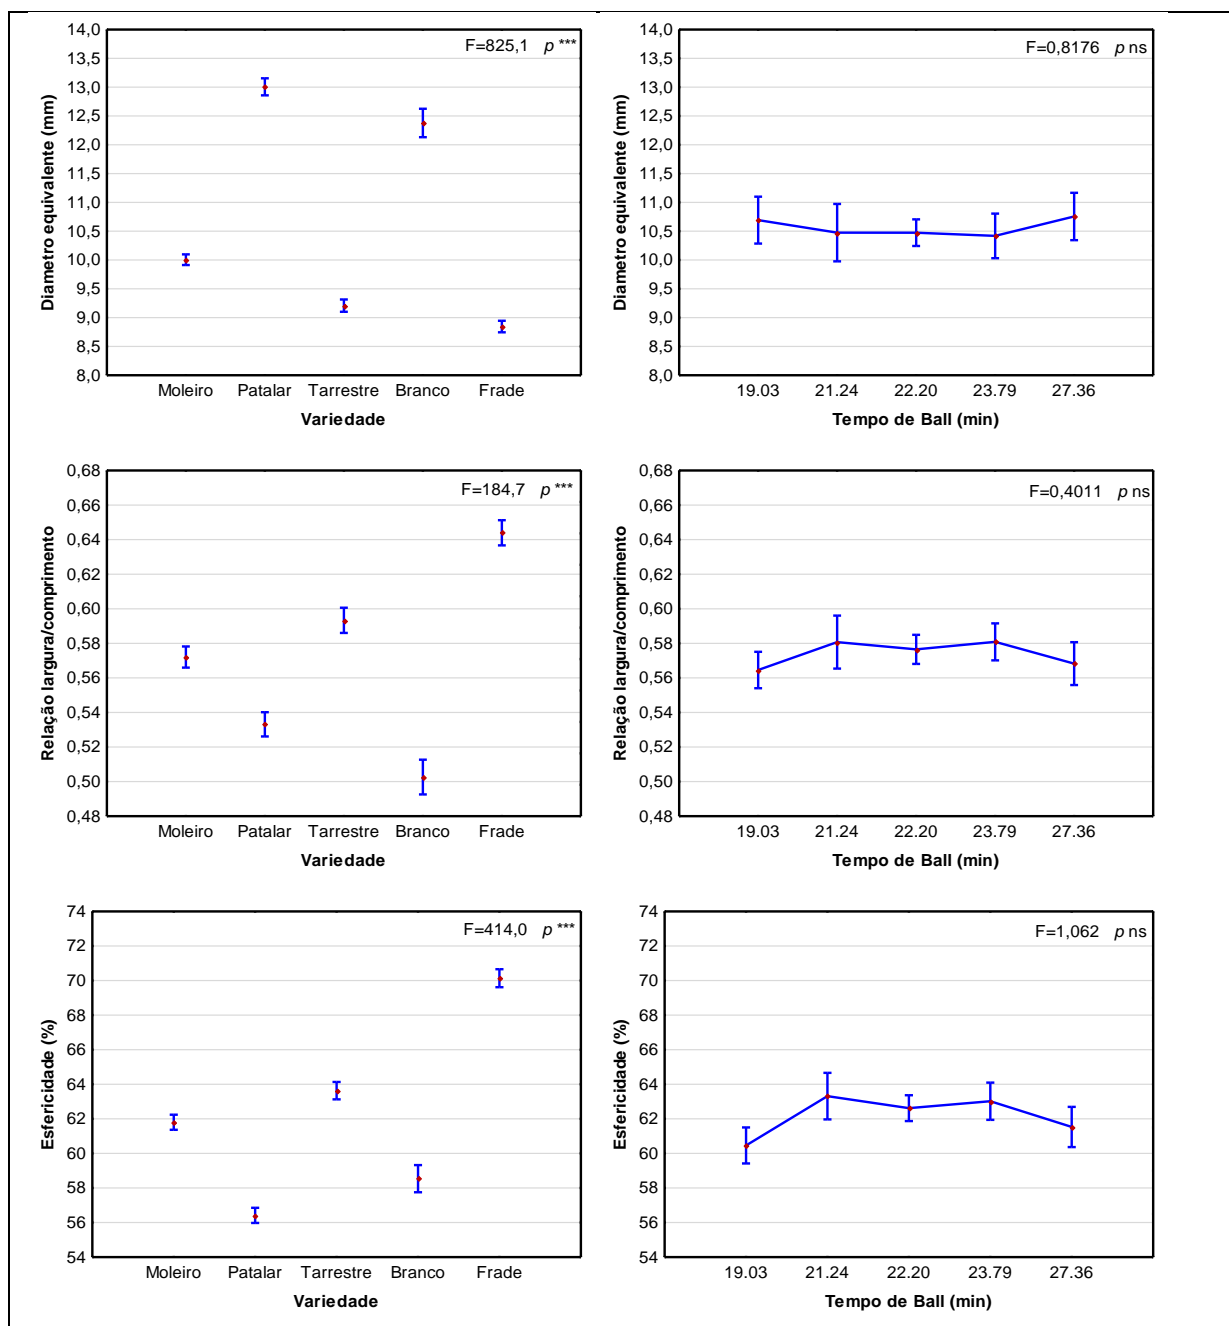 F=825,1 p ***
Diametro equivalente (mm)
14,0
13,5
13,0
12,5
12,0
11,5
11,0
10,5
10,0
9,5
9,0
8,5
8,0
Moleiro Patalar Tarrestre Branco Frade
Variedade
F=0,8176 p ns
Diametro equivalente (mm)
14,0
13,5
13,0
12,5
12,0
11,5
11,0
10,5
10,0
9,5
9,0
8,5
8,0
19.03 21.24 22.20 23.79 27.36
Tempo de Ball (min)
F=184,7 p ***
Relação largura/comprimento
0,68
0,66
0,64
0,62
0,60
0,58
0,56
0,54
0,52
0,50
0,48
Moleiro Patalar Tarrestre Branco Frade
Variedade
F=0,4011 p ns
Relação largura/comprimento
0,68
0,66
0,64
0,62
0,60
0,58
0,56
0,54
0,52
0,50
0,48
19.03 21.24 22.20 23.79 27.36
Tempo de Ball (min)
F=414,0 p ***
Esfericidade (%)
74
72
70
68
66
64
62
60
58
56
54
Moleiro Patalar Tarrestre Branco Frade
Variedade
F=1,062 p ns
Esfericidade (%)
74
72
70
68
66
64
62
60
58
56
54
19.03 21.24 22.20 23.79 27.36
Tempo de Ball (min)